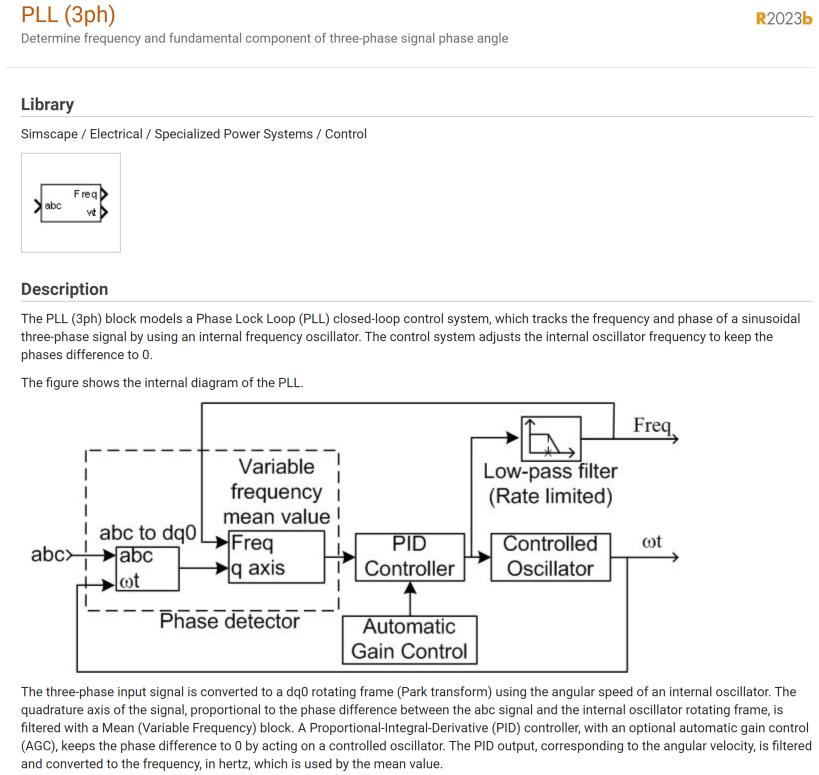 PLL (3ph)
R2023b
Determine frequency and fundamental component of three-phase signal phase angle
Library
Simscape / Electrical / Specialized Power Systems / Control
Freq
abc
wt
Description
The PLL (3ph) block models a Phase Lock Loop (PLL) closed-loop control system, which tracks the frequency and phase of a sinusoidal
three-phase signal by using an internal frequency oscillator. The control system adjusts the internal oscillator frequency to keep the
phases difference to 0.
The figure shows the internal diagram of the PLL.
Freq
Variable
frequency
mean value
Low-pass filter
(Rate limited)
abc to dq0
abc
abc
ωt
Freq
q axis
PID
Controller
Controlled
Oscillator
ωt
Phase detector
Automatic
Gain Control
The three-phase input signal is converted to a dq0 rotating frame (Park transform) using the angular speed of an internal oscillator. The
quadrature axis of the signal, proportional to the phase difference between the abc signal and the internal oscillator rotating frame, is
filtered with a Mean (Variable Frequency) block. A Proportional-Integral-Derivative (PID) controller, with an optional automatic gain control
(AGC), keeps the phase difference to 0 by acting on a controlled oscillator. The PID output, corresponding to the angular velocity, is filtered
and converted to the frequency, in hertz, which is used by the mean value.